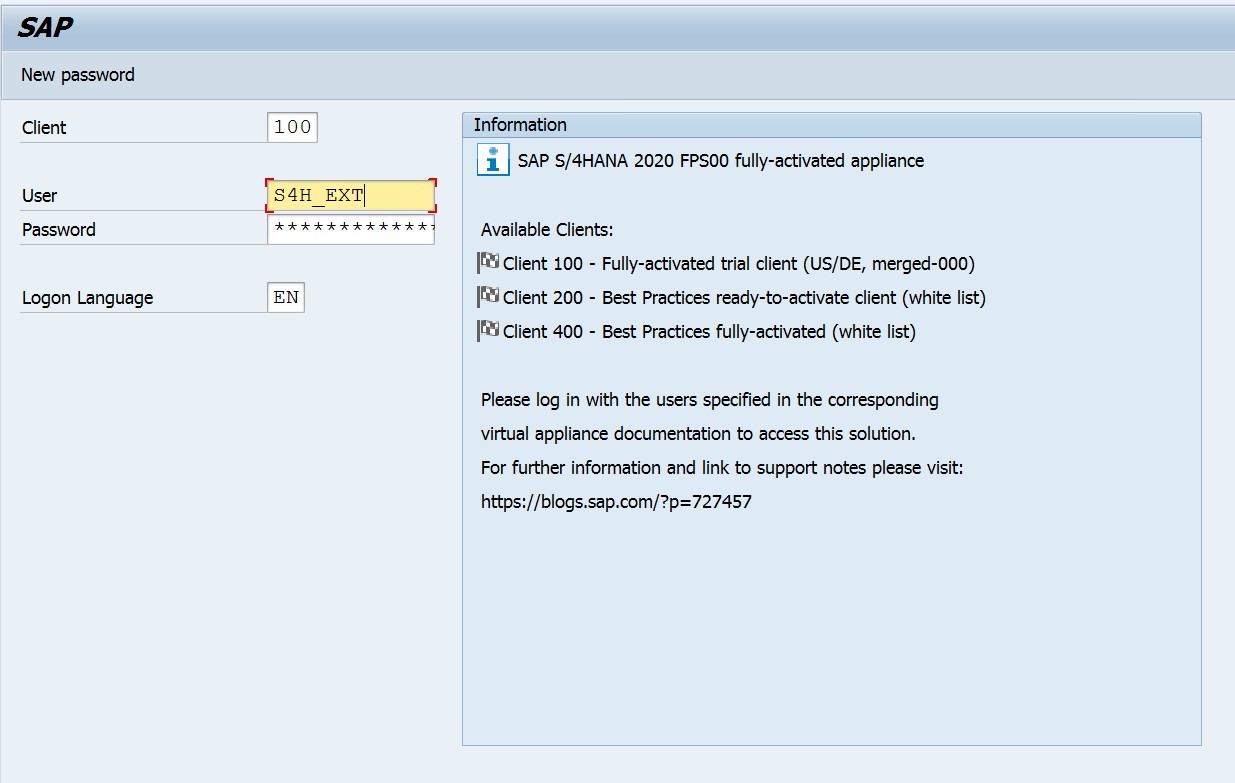 SAP
New password
Client 100
Information
SAP S/4HANA 2020 FPS00 fully-activated appliance
User S4H_EXT
Password *************
Available Clients:
Client 100 - Fully-activated trial client (US/DE, merged-000)
Logon Language EN
Client 200 - Best Practices ready-to-activate client (white list)
Client 400 - Best Practices fully-activated (white list)
Please log in with the users specified in the corresponding
virtual appliance documentation to access this solution.
For further information and link to support notes please visit:
https://blogs.sap.com/?p=727457